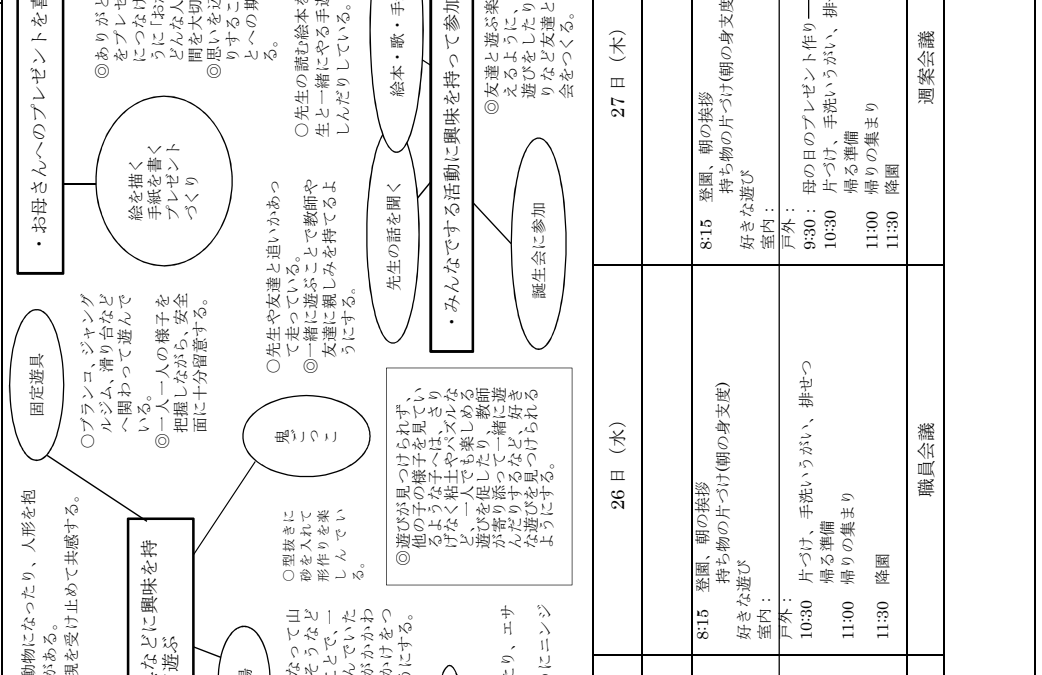 動物になったり、人形を抱
がある。
現を受け止めて共感する。
などに興味を持
遊ぶ
場
なって山
そうなど
ことで、一
んでいた
がかかわ
かけをつ
うにする。
たり、エサ
うにニンジ
固定遊具
○ブランコ、ジャング
ルジム、滑り台など
へ関わって遊んで
いる。
◎一人一人の様子を
把握しながら、安全
面に十分留意する。
鬼ごっこ
○型抜きに
砂を入れて
形作りを楽
しんでい
る。
○先生や友達と追いかあっ
て走っている。
◎一緒に遊ぶことで教師や
友達に親しみを持てるよ
うにする。
◎遊びが見つけられず、
他の子の様子を見てい
るような子へは、さり
げなく粘土やパズルな
ど、一人でも楽しめる
遊びを促したり、教師
が寄り添って一緒に遊
んだりするなど、好き
な遊びを見つけられる
ようにする。
・お母さんへのプレゼントを書
絵を描く
手紙を書く
プレゼント
づくり
◎ありがと
をプレゼ
につなげ
うに「お
どんな人
間を大切
◎思いを込
りするこ
とへの期
る。
○先生の読む絵本を
生と一緒にやる手遊
しんだりしている。
先生の話を聞く
絵本・歌・手
・みんなでする活動に興味を持って参加
誕生会に参加
◎友達と遊ぶ楽
えるように、
遊びをしたり
りなど友達と
会をつくる。
26 日（水）
8:15 登園、朝の挨拶
持ち物の片づけ(朝の身支度)
好きな遊び
室内：
戸外：
10:30 片づけ、手洗いうがい、排せつ
帰る準備
11:00 帰りの集まり
11:30 降園
職員会議
27 日（木）
8:15 登園、朝の挨拶
持ち物の片づけ(朝の身支度
好きな遊び
室内：
戸外：
9:30： 母の日のプレゼント作り―
10:30 片づけ、手洗いうがい、排
帰る準備
11:00 帰りの集まり
11:30 降園
週案会議